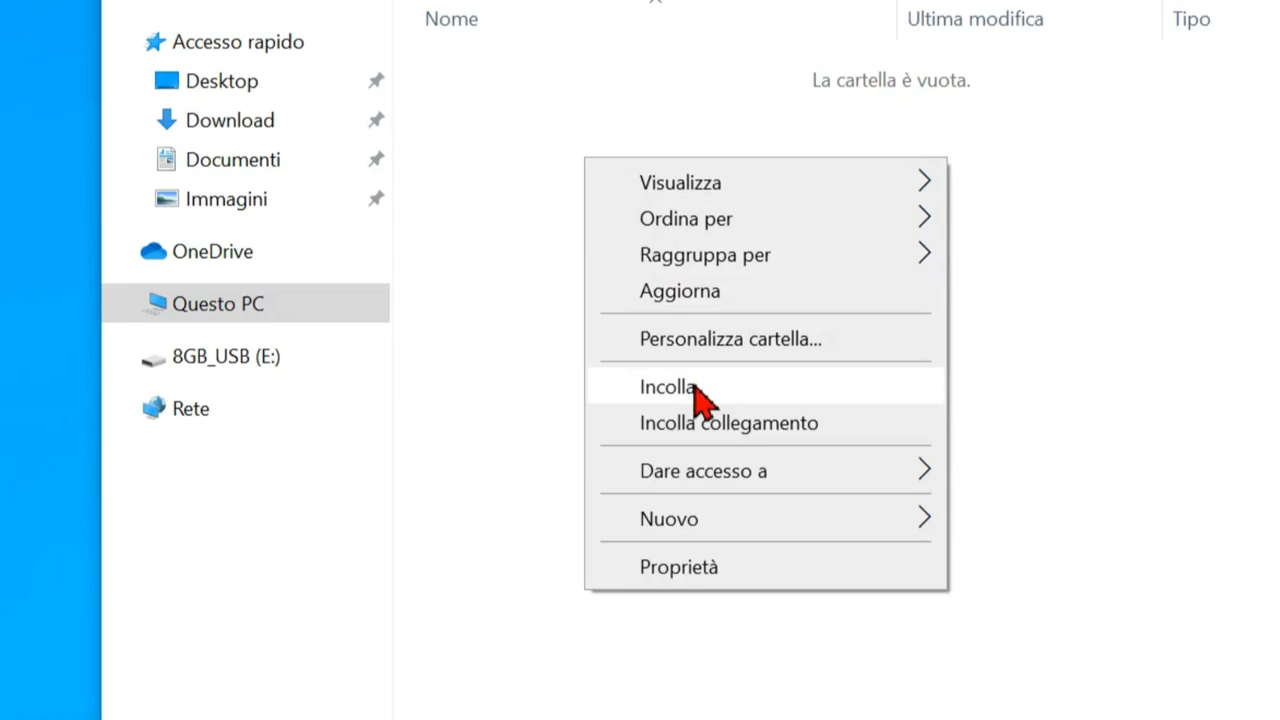 Nome
Ultima modifica
Tipo
Accesso rapido
Desktop
Download
Documenti
Immagini
OneDrive
Questo PC
8GB_USB (E:)
Rete
La cartella è vuota.
Visualizza
Ordina per
Raggruppa per
Aggiorna
Personalizza cartella...
Incolla
Incolla collegamento
Dare accesso a
Nuovo
Proprietà